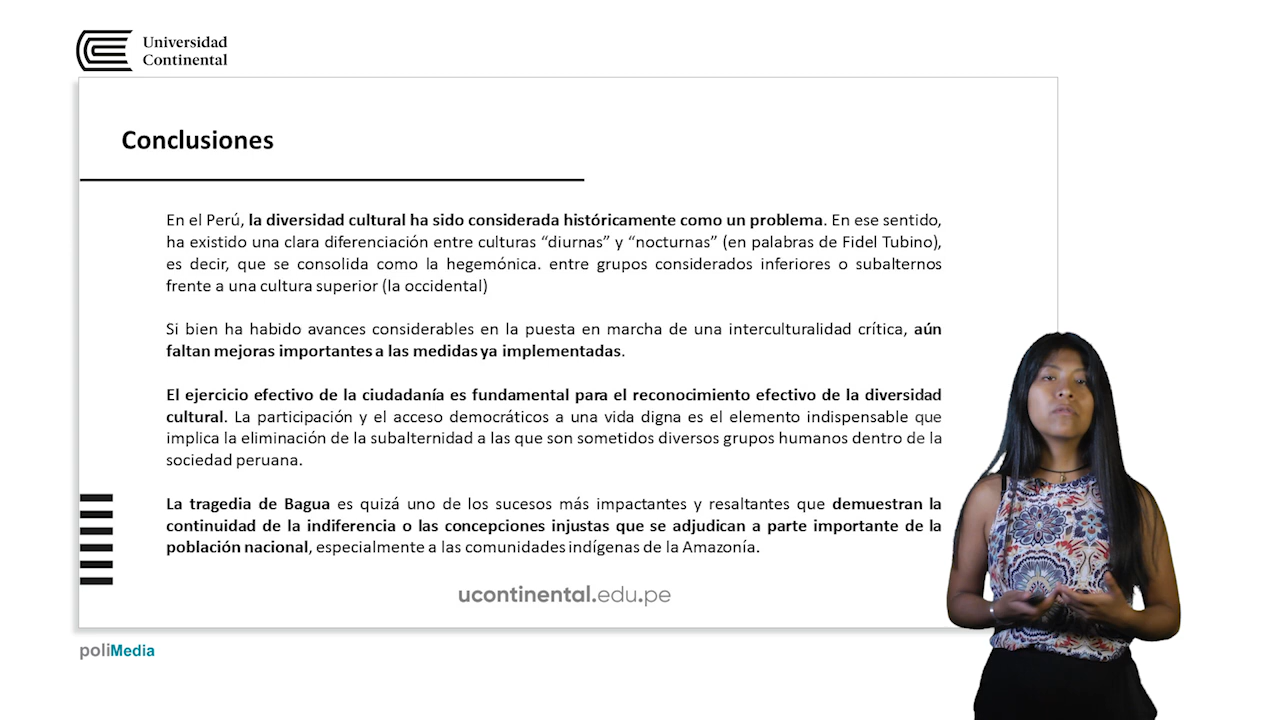 Universidad
Continental
Conclusiones
En el Perú, la diversidad cultural ha sido considerada históricamente como un problema. En ese sentido,
ha existido una clara diferenciación entre culturas “diurnas” y “nocturnas” (en palabras de Fidel Tubino),
es decir, que se consolida como la hegemónica. entre grupos considerados inferiores o subalternos
frente a una cultura superior (la occidental)
Si bien ha habido avances considerables en la puesta en marcha de una interculturalidad crítica, aún
faltan mejoras importantes a las medidas ya implementadas.
El ejercicio efectivo de la ciudadanía es fundamental para el reconocimiento efectivo de la diversidad
cultural. La participación y el acceso democráticos a una vida digna es el elemento indispensable que
implica la eliminación de la subalternidad a las que son sometidos diversos grupos humanos dentro de la
sociedad peruana.
La tragedia de Bagua es quizá uno de los sucesos más impactantes y resaltantes que demuestran la
continuidad de la indiferencia o las concepciones injustas que se adjudican a parte importante de la
población nacional, especialmente a las comunidades indígenas de la Amazonía.
ucontinental.edu.pe
poliMedia